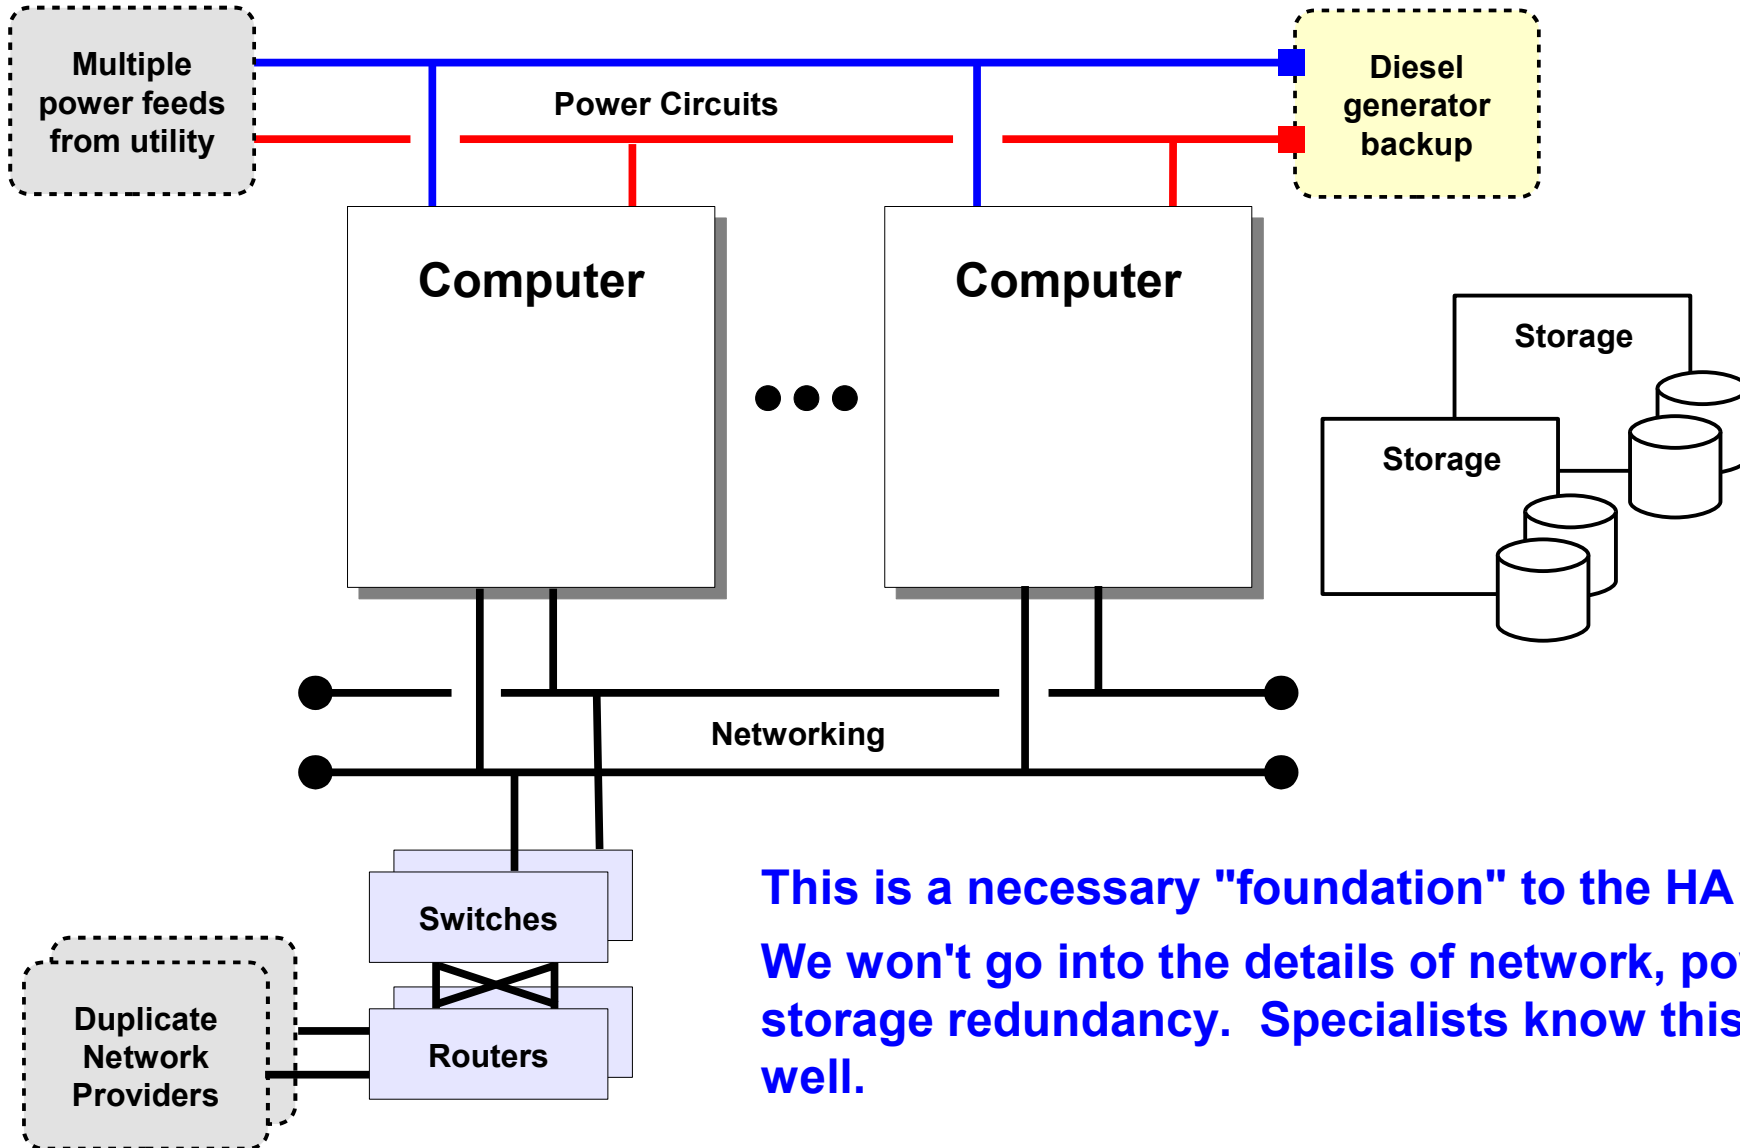 Multiple
power feeds
from utility
Power Circuits
Diesel
generator
backup
Computer
Computer
Storage
Storage
Networking
Switches
Routers
Duplicate
Network
Providers
This is a necessary "foundation" to the HA
We won't go into the details of network,
storage redundancy.  Specialists know this
well.